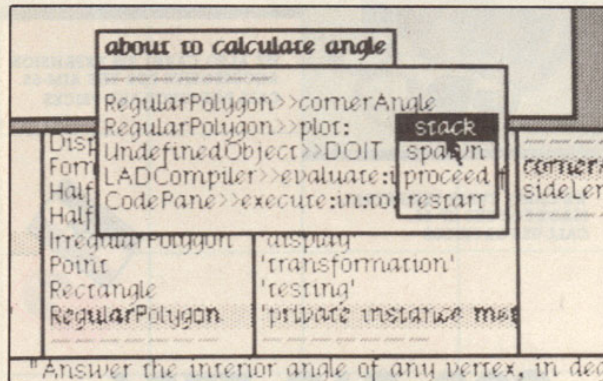 about to calculate angle
RegularPolygon>>cornerAngle
RegularPolygon>>plot:
UndefinedObject>>DOIT
LADCompiler>>evaluate:i
CodePane>>execute:in:to
stack
spawn
proceed
restart
Disp
Form
Half
Half
IrregularPolygon
Point
Rectangle
RegularPolygon
'display'
'transformation'
'testing'
'private instance met
corner
sideLen
"Answer the interior angle of any vertex, in deg